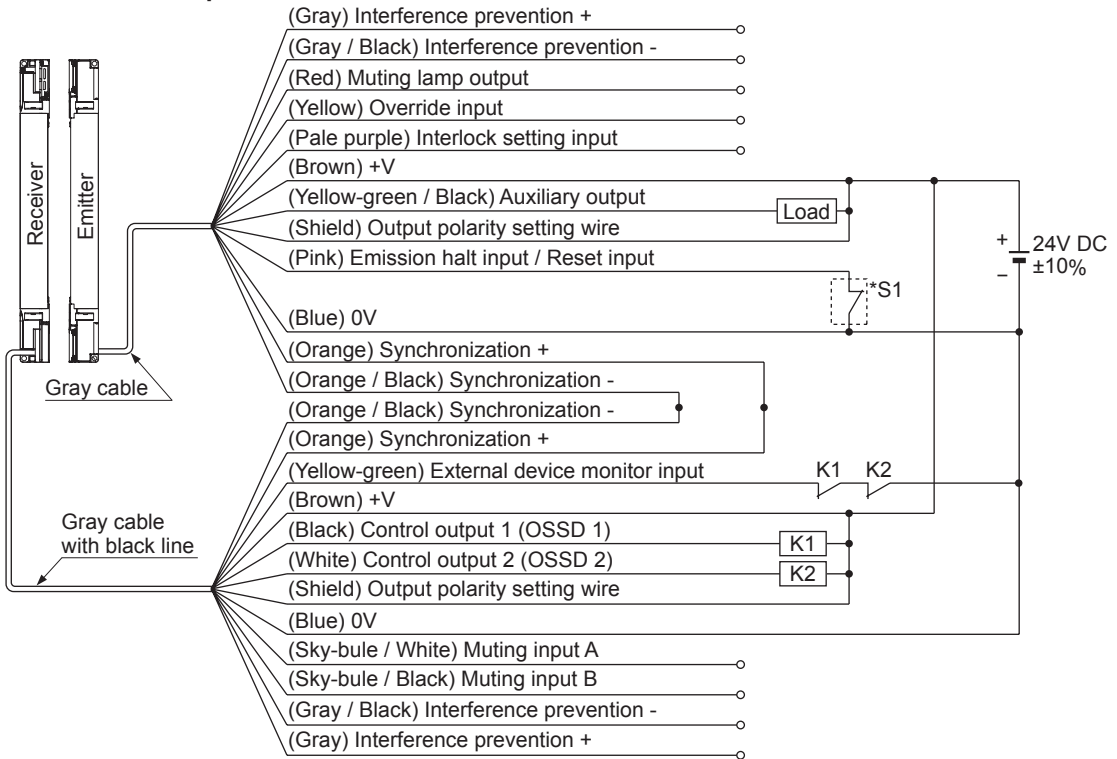 (Gray) Interference prevention +
(Gray / Black) Interference prevention -
(Red) Muting lamp output
(Yellow) Override input
(Pale purple) Interlock setting input
(Brown) +V
(Yellow-green / Black) Auxiliary output
Load
(Shield) Output polarity setting wire
(Pink) Emission halt input / Reset input
+
−
24V DC
±10%
*S1
Receiver
Emitter
(Blue) 0V
(Orange) Synchronization +
(Orange / Black) Synchronization -
Gray cable
(Orange / Black) Synchronization -
(Orange) Synchronization +
(Yellow-green) External device monitor input
K1 K2
(Brown) +V
Gray cable
with black line
(Black) Control output 1 (OSSD 1)
K1
(White) Control output 2 (OSSD 2)
K2
(Shield) Output polarity setting wire
(Blue) 0V
(Sky-bule / White) Muting input A
(Sky-bule / Black) Muting input B
(Gray / Black) Interference prevention -
(Gray) Interference prevention +